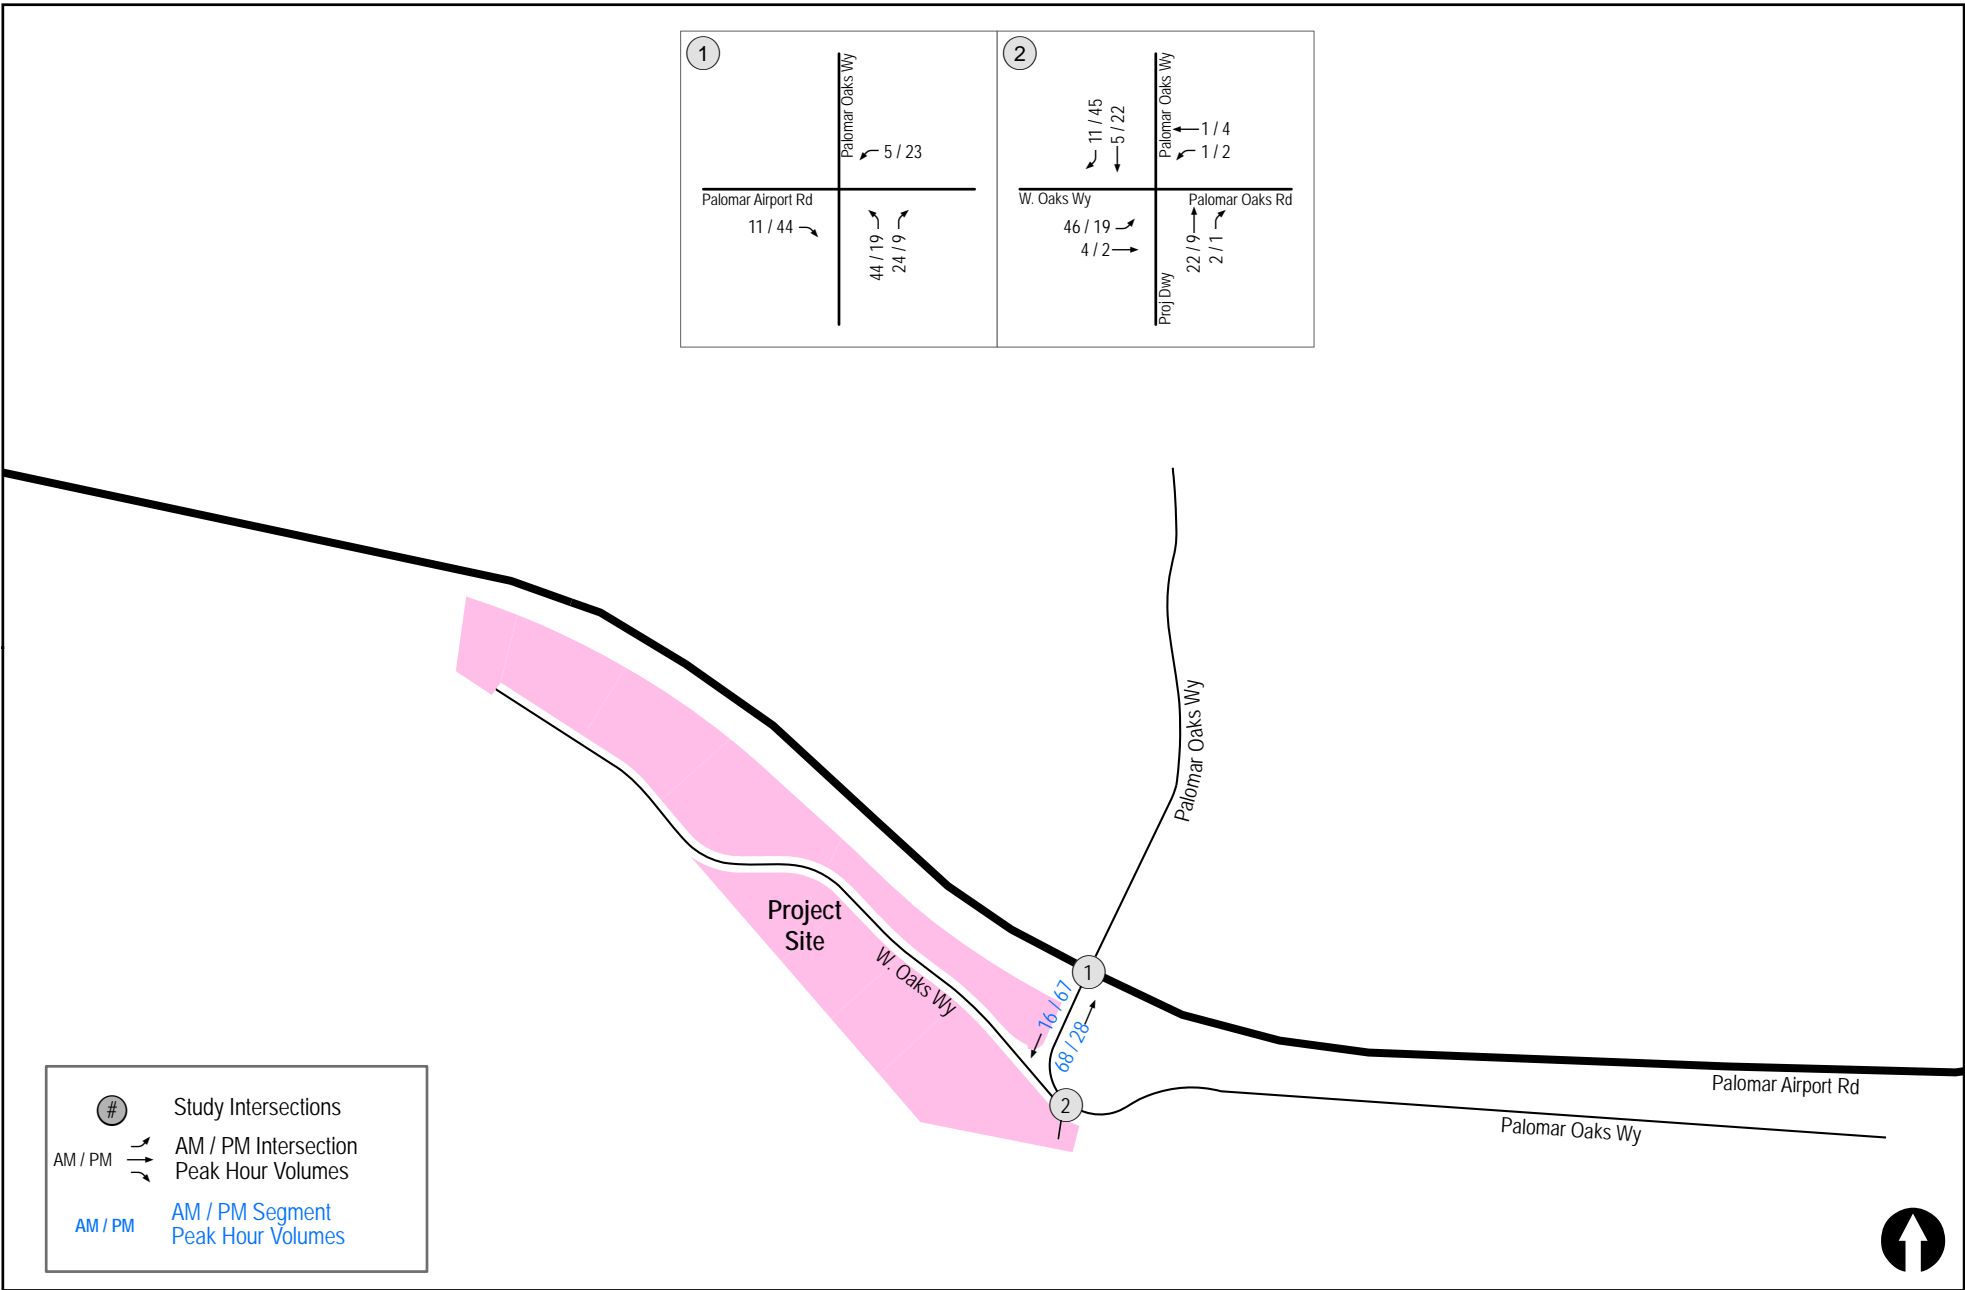 1
Palomar Oaks Wy
5 / 23
Palomar Airport Rd
11 / 44
44 / 19
24 / 9
2
11 / 45
5 / 22
Palomar Oaks Wy
1 / 4
1 / 2
W. Oaks Wy
Palomar Oaks Rd
46 / 19
4 / 2
22 / 9
2 / 1
Proj Dwy
Palomar Oaks Wy
Project
Site
W. Oaks Wy
1
16 / 67
68 / 28
2
Palomar Airport Rd
Palomar Oaks Wy
# Study Intersections
AM / PM
AM / PM Intersection
Peak Hour Volumes
AM / PM
AM / PM Segment
Peak Hour Volumes